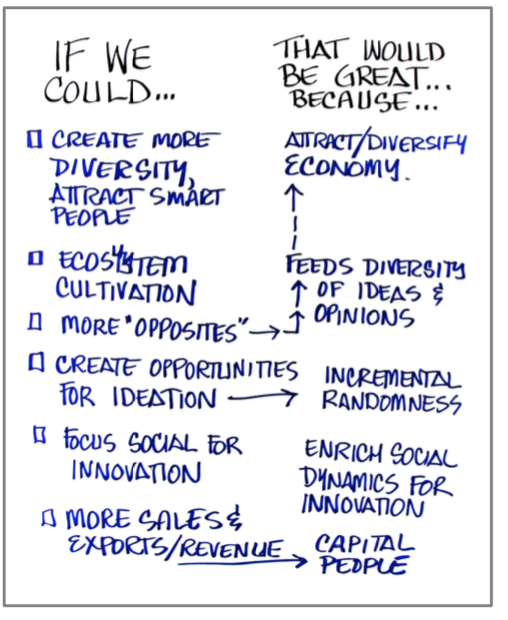 IF WE
COULD...
THAT WOULD
BE GREAT...
BECAUSE...
CREATE MORE
DIVERSITY,
ATTRACT SMART
PEOPLE
ATTRACT/DIVERSIFY
ECONOMY.
ECOSYSTEM
CULTIVATION
FEEDS DIVERSITY
OF IDEAS &
OPINIONS
MORE "OPPOSITES"
CREATE OPPORTUNITIES
FOR IDEATION
INCREMENTAL
RANDOMNESS
FOCUS SOCIAL FOR
INNOVATION
ENRICH SOCIAL
DYNAMICS FOR
INNOVATION
MORE SALES &
EXPORTS/REVENUE
CAPITAL
PEOPLE